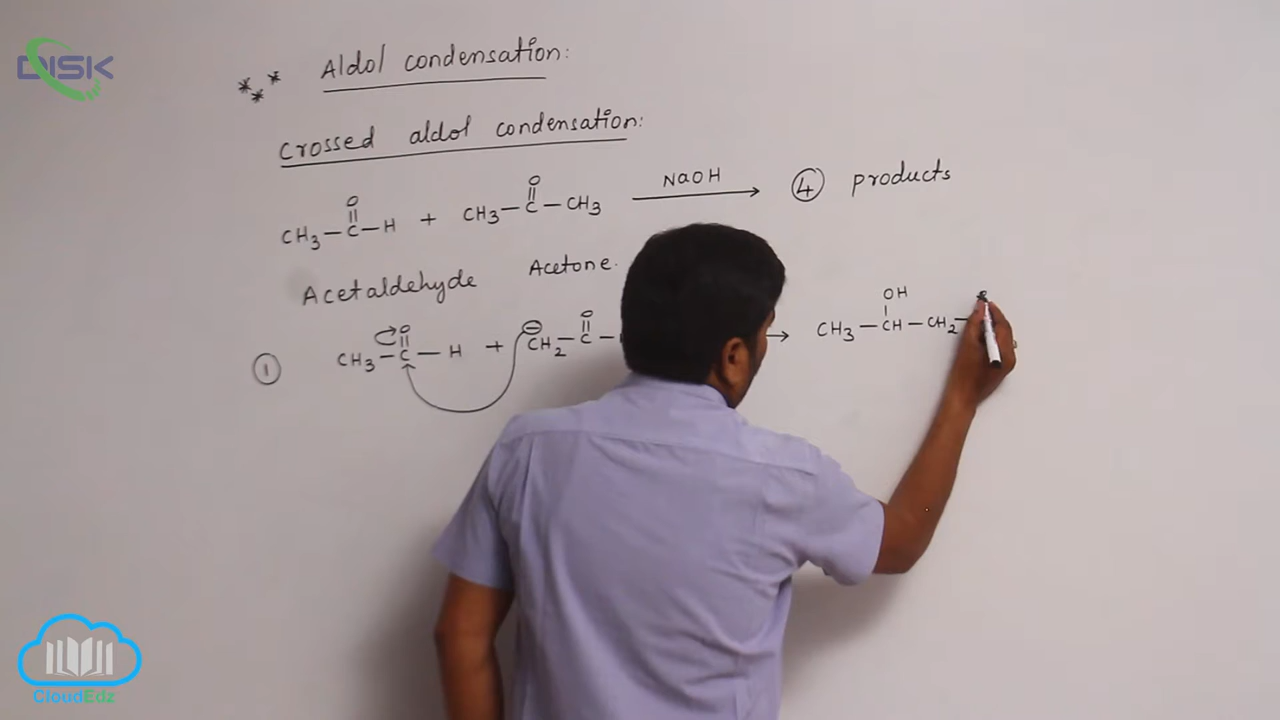 DISK
** * Aldol condensation:
Crossed aldol condensation:
CH3–C(=O)–H + CH3–C(=O)–CH3 NaOH → ④ products
Acetaldehyde Acetone.
① CH3–C(=O)–H + ⊖CH2–C(=O)– → CH3–CH(OH)–CH2–
CloudEdz